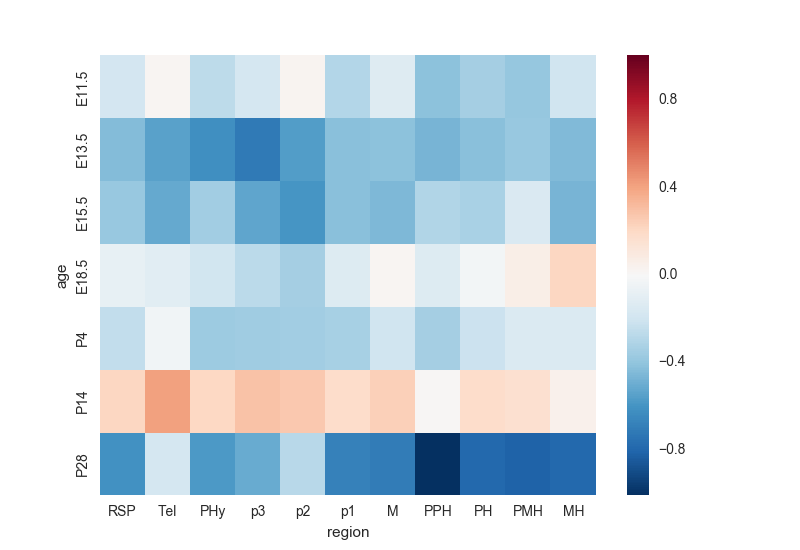 E11.5
E13.5
E15.5
E18.5
P4
P14
P28
age
RSP Tel PHy p3 p2 p1 M PPH PH PMH MH
region
0.8
0.4
0.0
−0.4
−0.8